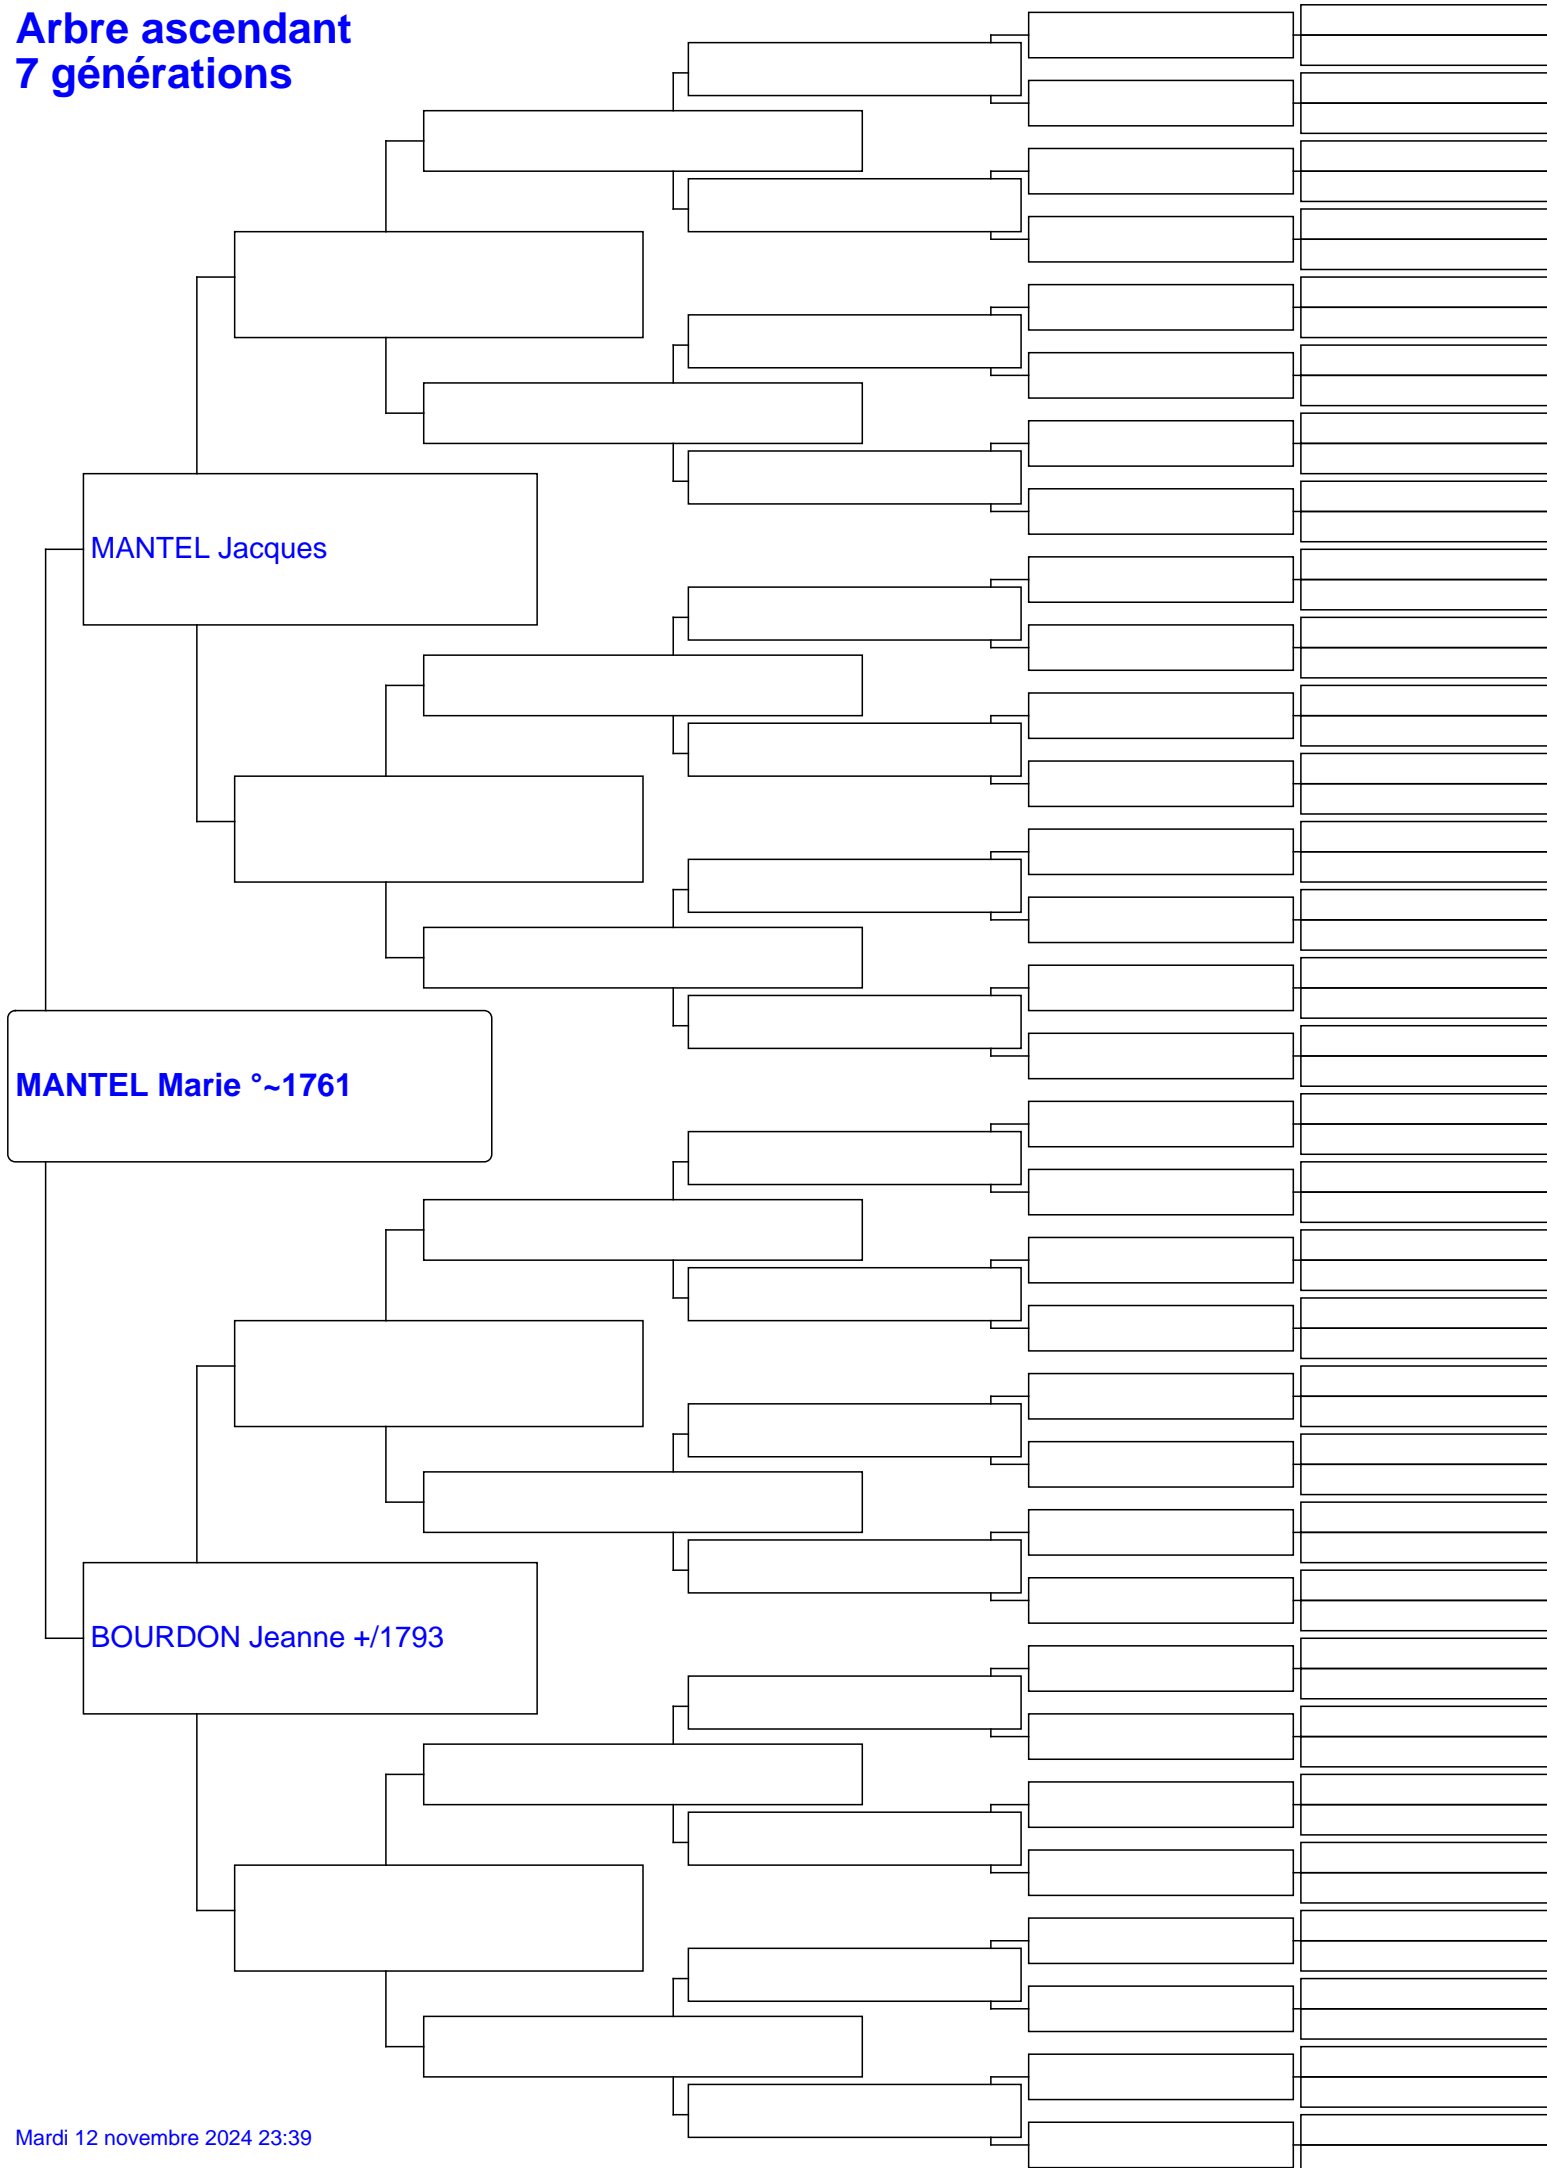 Arbre ascendant
7 générations
MANTEL Jacques
MANTEL Marie °~1761
BOURDON Jeanne +/1793
Mardi 12 novembre 2024 23:39